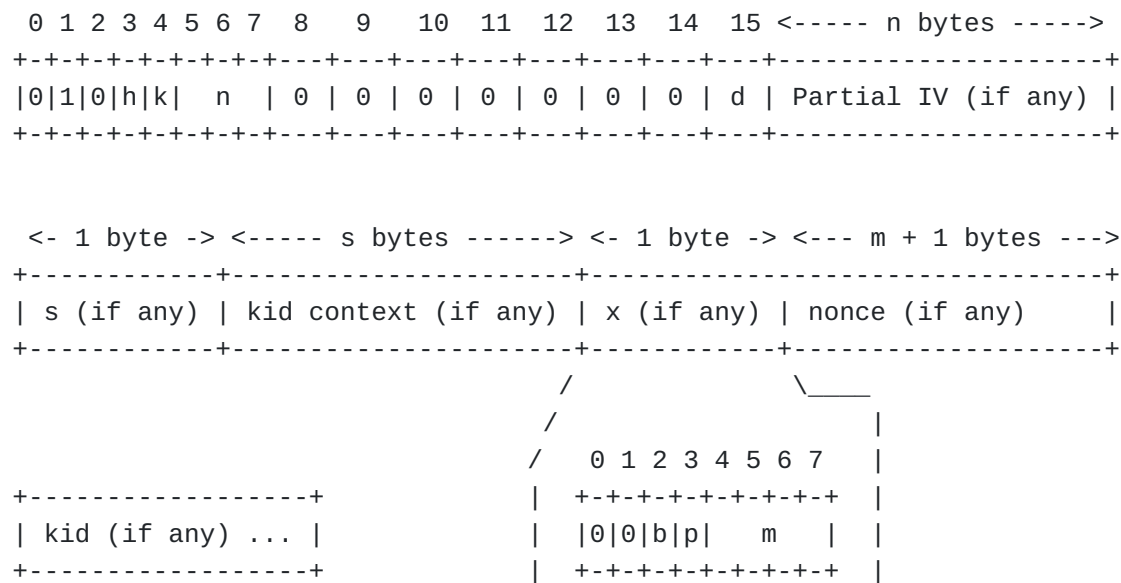 0 1 2 3 4 5 6 7  8   9   10  11  12  13  14  15 <----- n bytes ----->
+-+-+-+-+-+-+-+-+---+---+---+---+---+---+---+---+---------------------+
|0|1|0|h|k|  n  | 0 | 0 | 0 | 0 | 0 | 0 | 0 | d | Partial IV (if any) |
+-+-+-+-+-+-+-+-+---+---+---+---+---+---+---+---+---------------------+

 <- 1 byte -> <----- s bytes ------> <- 1 byte -> <--- m + 1 bytes --->
+------------+----------------------+---------------------------------+
| s (if any) | kid context (if any) | x (if any) | nonce (if any)     |
+------------+----------------------+------------+--------------------+
                                   /              \____
                                  /                    |
                                 /   0 1 2 3 4 5 6 7   |
+------------------+             |  +-+-+-+-+-+-+-+-+  |
| kid (if any) ... |             |  |0|0|b|p|   m   |  |
+------------------+             |  +-+-+-+-+-+-+-+-+  |